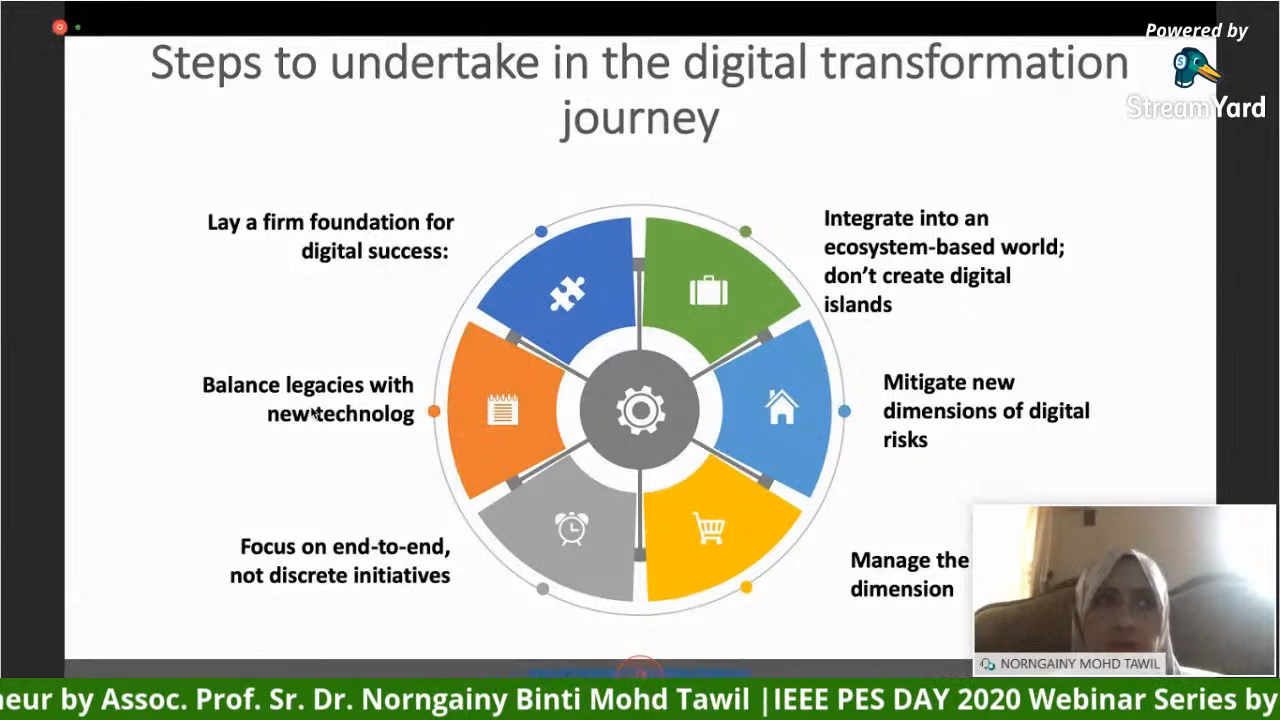 Powered by
StreamYard
Steps to undertake in the digital transformation
journey
Lay a firm foundation for
digital success:
Integrate into an
ecosystem-based world;
don’t create digital
islands
Balance legacies with
new technolog
Mitigate new
dimensions of digital
risks
Focus on end-to-end,
not discrete initiatives
Manage the
dimension
NORNGAINY MOHD TAWIL
neur by Assoc. Prof. Sr. Dr. Norngainy Binti Mohd Tawil |IEEE PES DAY 2020 Webinar Series by